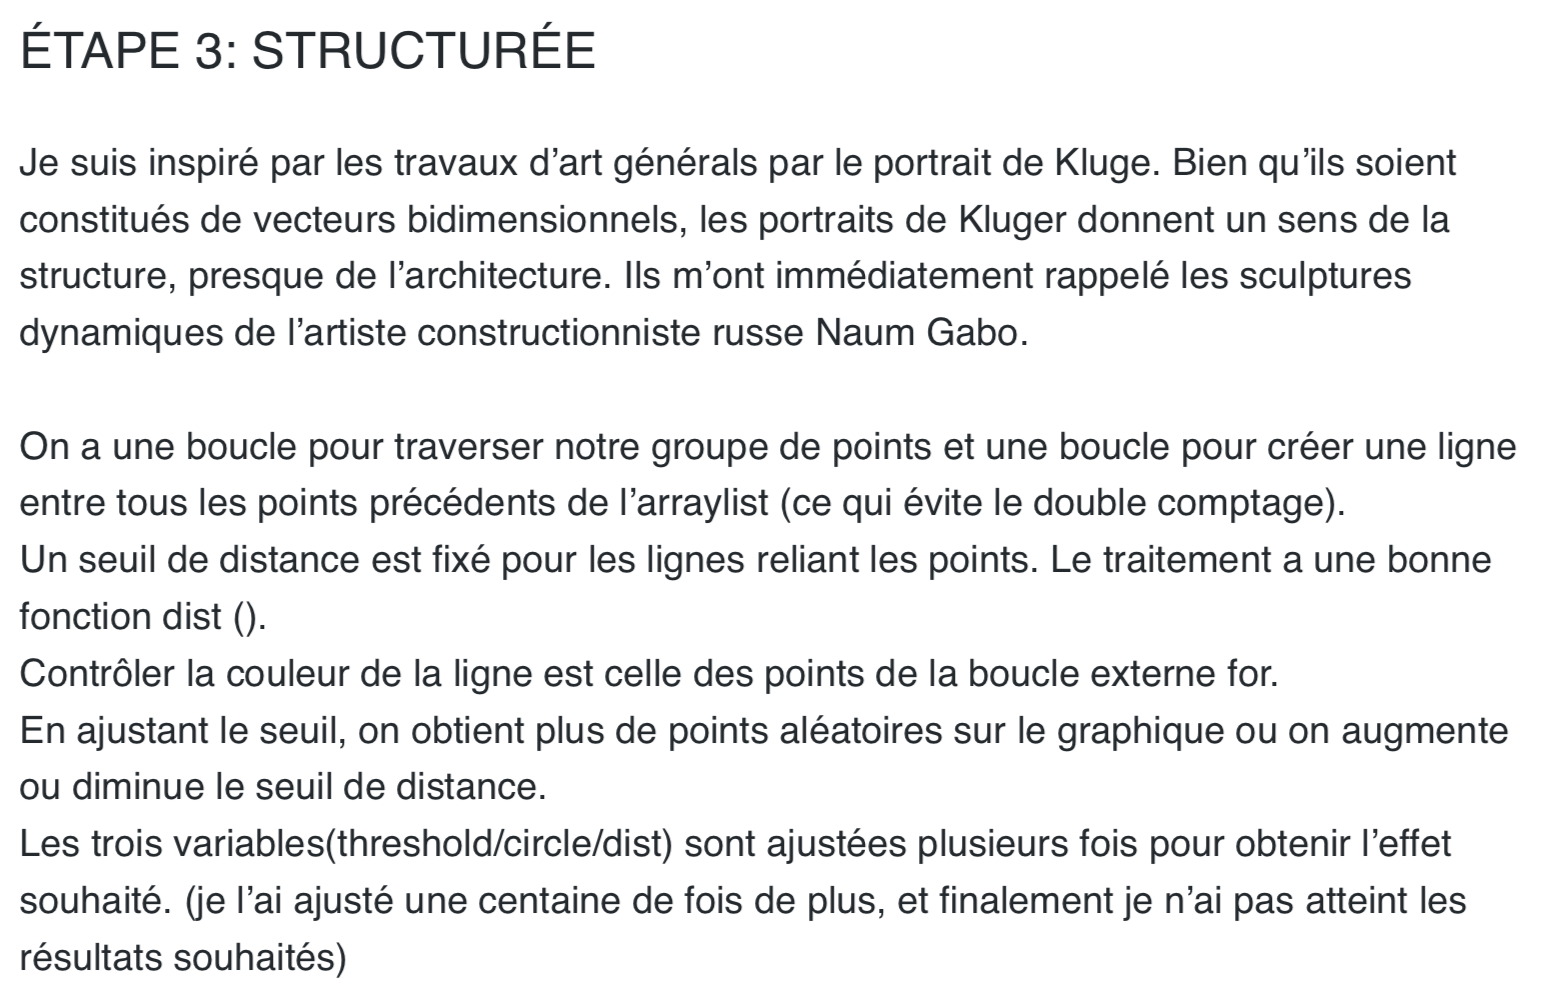 ÉTAPE 3: STRUCTURÉE
Je suis inspiré par les travaux d’art générals par le portrait de Kluge. Bien qu’ils soient
constitués de vecteurs bidimensionnels, les portraits de Kluger donnent un sens de la
structure, presque de l’architecture. Ils m’ont immédiatement rappelé les sculptures
dynamiques de l’artiste constructionniste russe Naum Gabo.
On a une boucle pour traverser notre groupe de points et une boucle pour créer une ligne
entre tous les points précédents de l’arraylist (ce qui évite le double comptage).
Un seuil de distance est fixé pour les lignes reliant les points. Le traitement a une bonne
fonction dist ().
Contrôler la couleur de la ligne est celle des points de la boucle externe for.
En ajustant le seuil, on obtient plus de points aléatoires sur le graphique ou on augmente
ou diminue le seuil de distance.
Les trois variables(threshold/circle/dist) sont ajustées plusieurs fois pour obtenir l’effet
souhaité. (je l’ai ajusté une centaine de fois de plus, et finalement je n’ai pas atteint les
résultats souhaités)